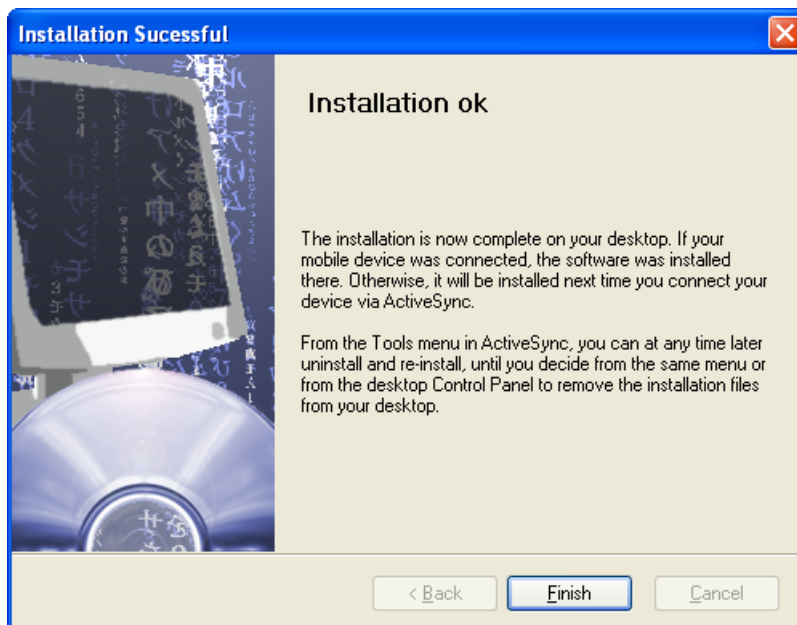 Installation Sucessful
Installation ok
The installation is now complete on your desktop. If your
mobile device was connected, the software was installed
there. Otherwise, it will be installed next time you connect your
device via ActiveSync.
From the Tools menu in ActiveSync, you can at any time later
uninstall and re-install, until you decide from the same menu or
from the desktop Control Panel to remove the installation files
from your desktop.
< Back
Finish
Cancel